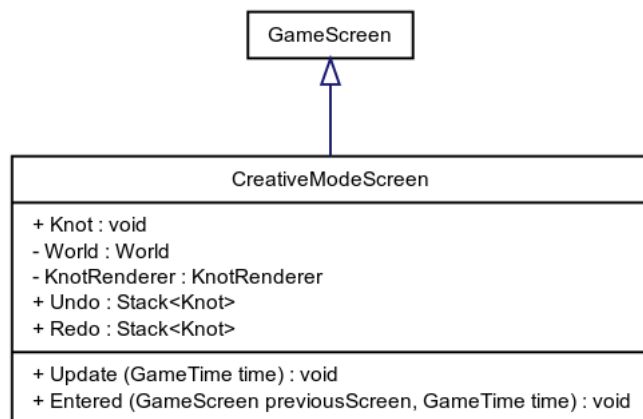 GameScreen
CreativeModeScreen
+ Knot : void
- World : World
- KnotRenderer : KnotRenderer
+ Undo : Stack<Knot>
+ Redo : Stack<Knot>
+ Update (GameTime time) : void
+ Entered (GameScreen previousScreen, GameTime time) : void